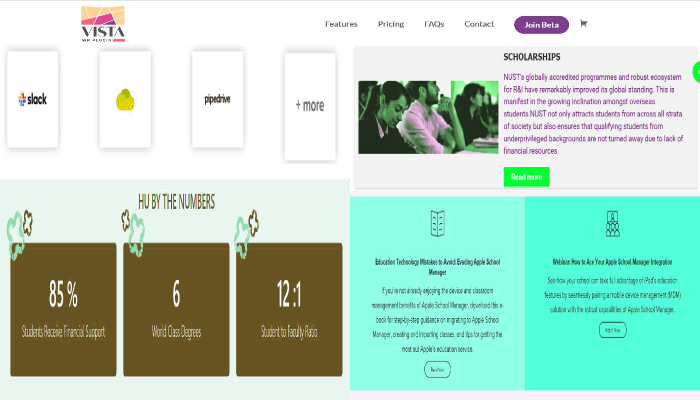 VISTA
WP PLUGIN
Features Pricing FAQs Contact Join Beta
slack
pipedrive
+ more
SCHOLARSHIPS
NUST's globally accredited programmes and robust ecosystem
for R&I have remarkably improved its global standing. This is
manifest in the growing inclination amongst overseas
students.NUST not only attracts students from across all strata
of society but also ensures that qualifying students from
underprivileged backgrounds are not turned away due to lack of
financial resources.
Read more
HU BY THE NUMBERS
85 %
Students Receive Financial Support
6
World Class Degrees
12 :1
Student to Faculty Ratio
Education Technology Mistakes to Avoid: Evading Apple School
Manager
If you're not already enjoying the device and classroom
management benefits of Apple School Manager, download this e-
book for step-by-step guidance on migrating to Apple School
Manager, creating and importing classes, and tips for getting the
most out Apple's education service.
Read Now
Webinar: How to Ace Your Apple School Manager Integration
See how your school can take full advantage of iPad's education
features by seamlessly pairing a mobile device management (MDM)
solution with the robust capabilities of Apple School Manager.
Watch Now